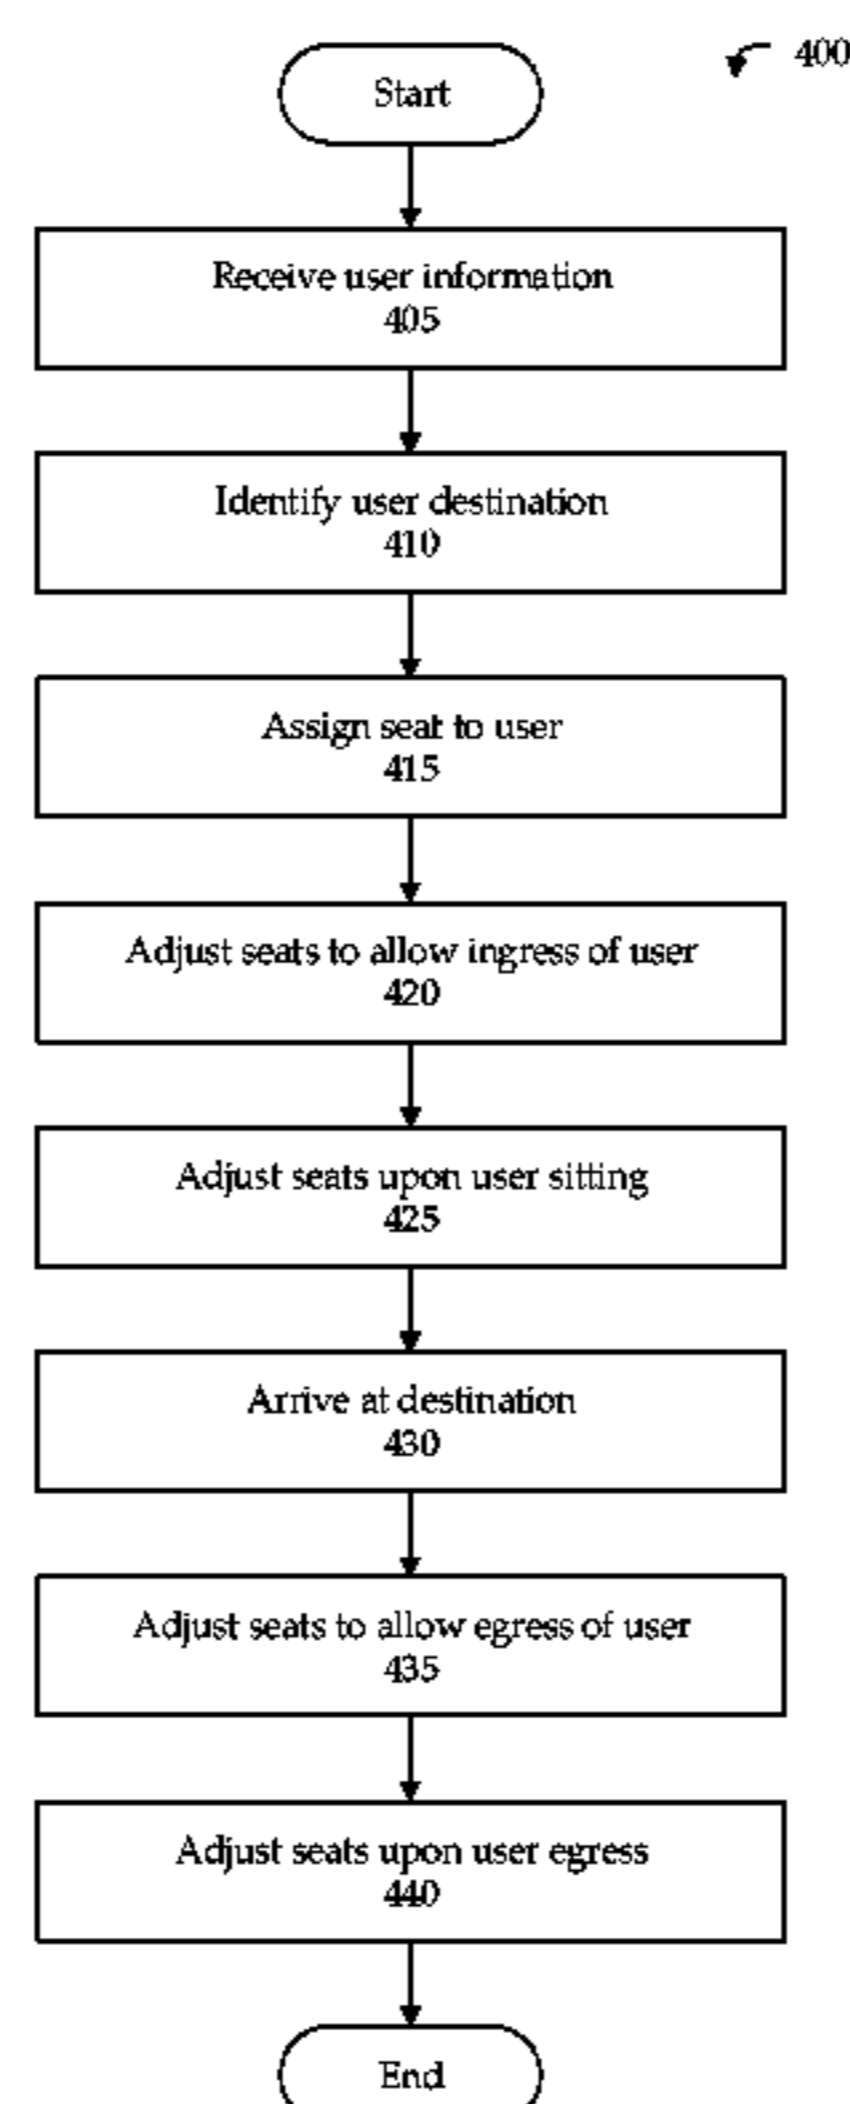 400
Start
Receive user information
405
Identify user destination
410
Assign seat to user
415
Adjust seats to allow ingress of user
420
Adjust seats upon user sitting
425
Arrive at destination
430
Adjust seats to allow egress of user
435
Adjust seats upon user egress
440
End